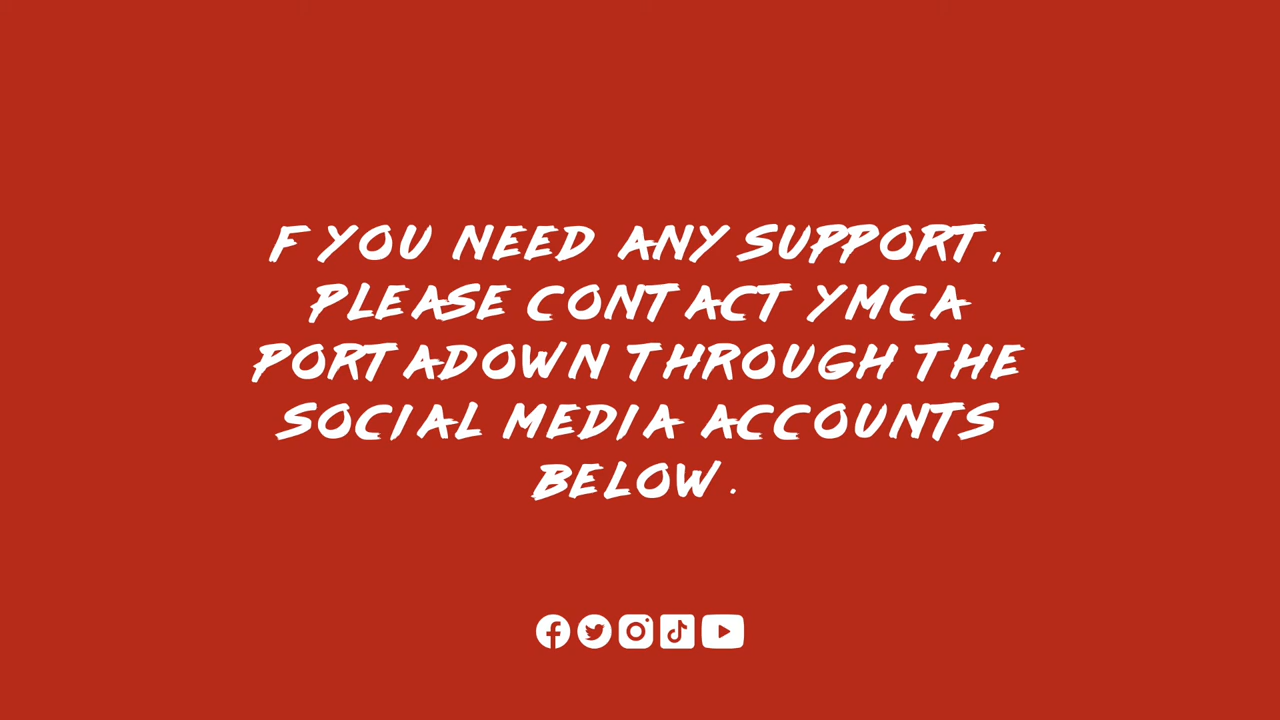 F YOU NEED ANY SUPPORT,
PLEASE CONTACT YMCA
PORTADOWN THROUGH THE
SOCIAL MEDIA ACCOUNTS
BELOW.